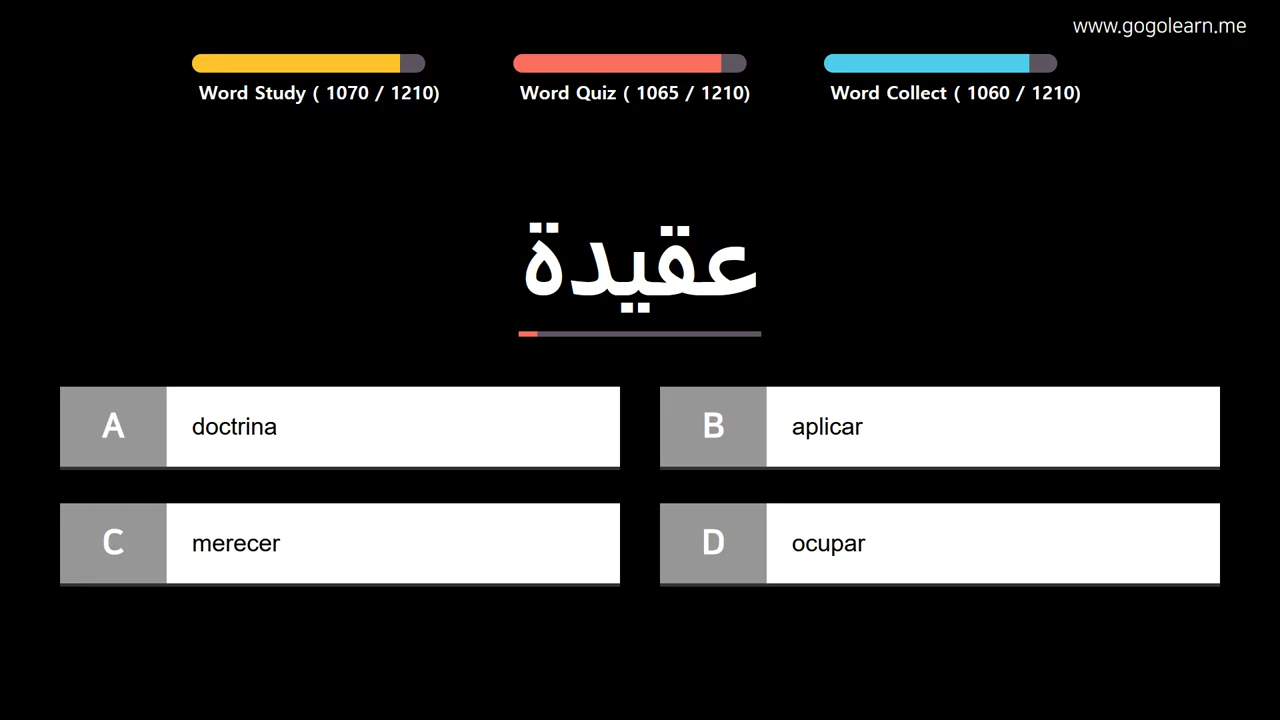 www.gogolearn.me
Word Study ( 1070 / 1210)
Word Quiz ( 1065 / 1210)
Word Collect ( 1060 / 1210)
عقيدة
A doctrina
B aplicar
C merecer
D ocupar